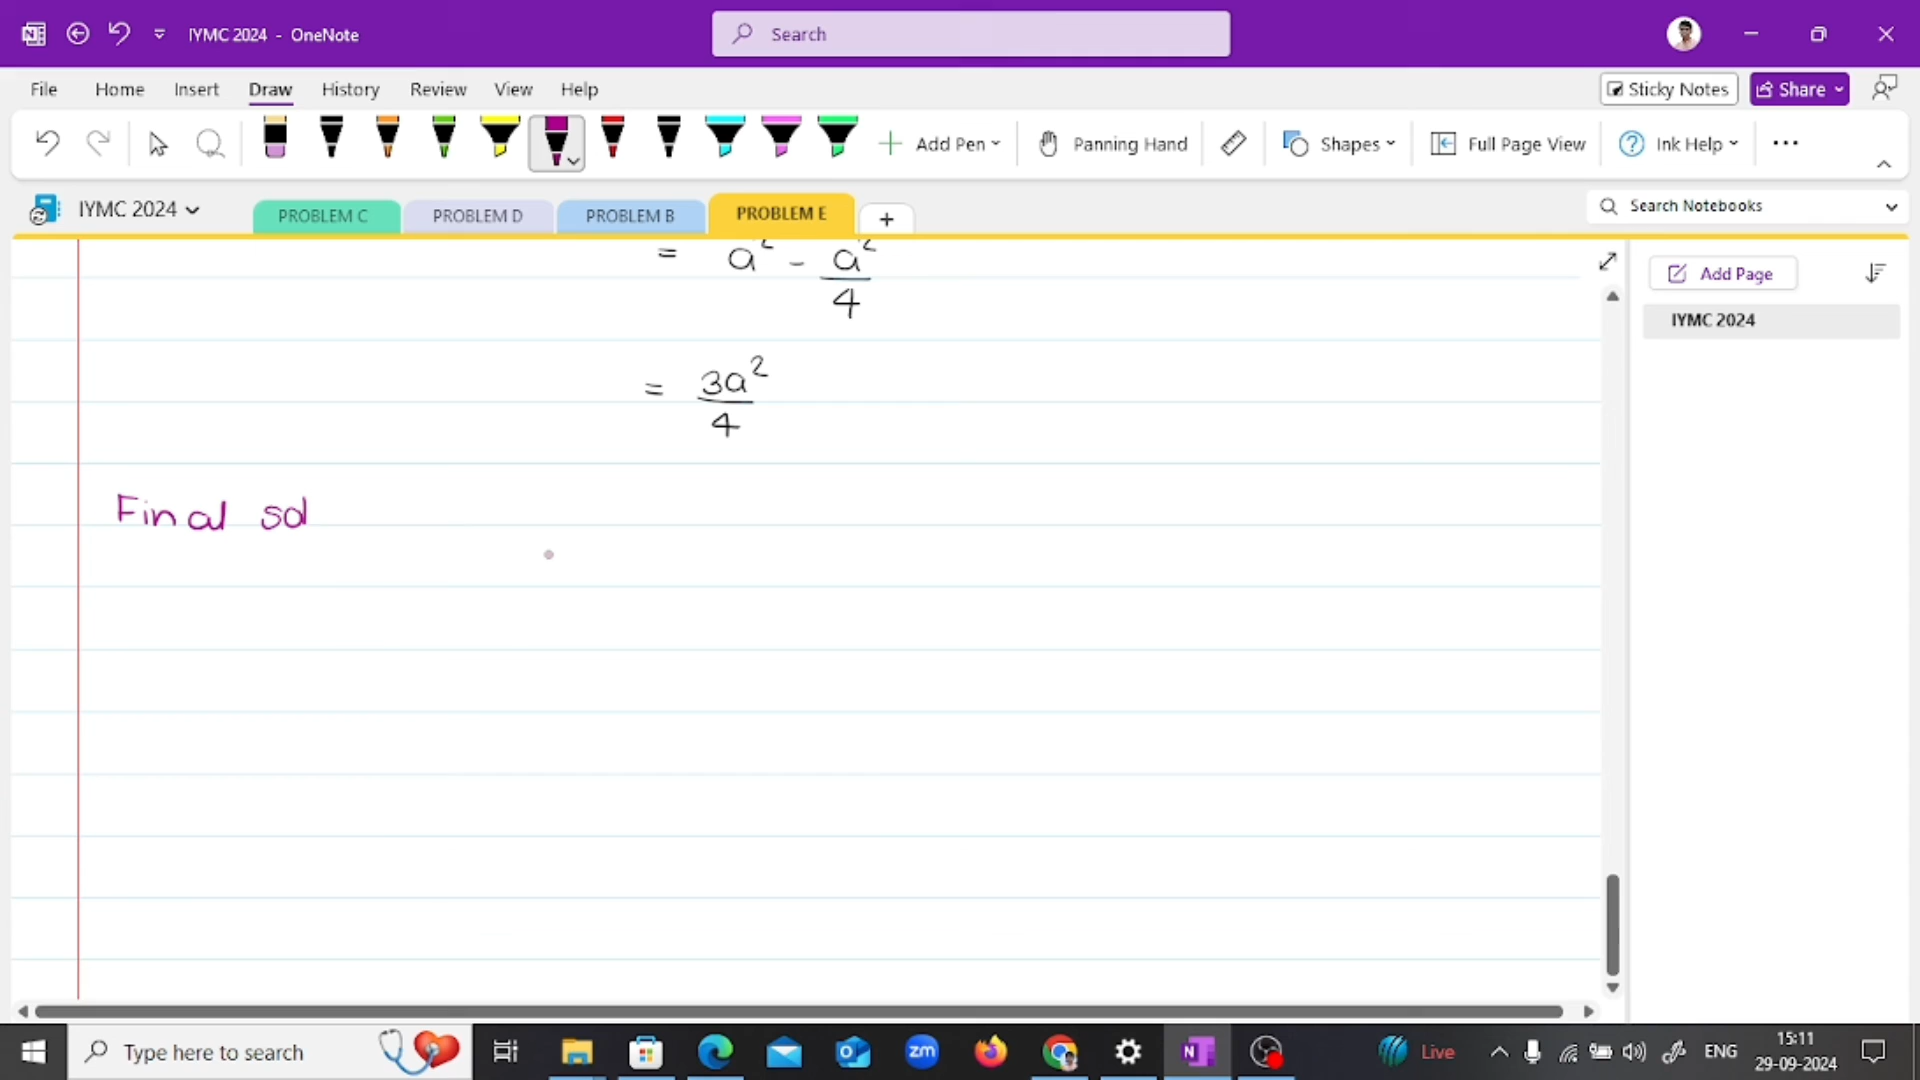 IYMC 2024 - OneNote
Search
File Home Insert Draw History Review View Help
Sticky Notes Share
Add Pen Panning Hand Shapes Full Page View Ink Help
IYMC 2024 PROBLEM C PROBLEM D PROBLEM B PROBLEM E + Search Notebooks
= a² - a²/4
Add Page
IYMC 2024
= 3a²/4
Final sol
Type here to search
zm
Live
ENG
15:11
29-09-2024